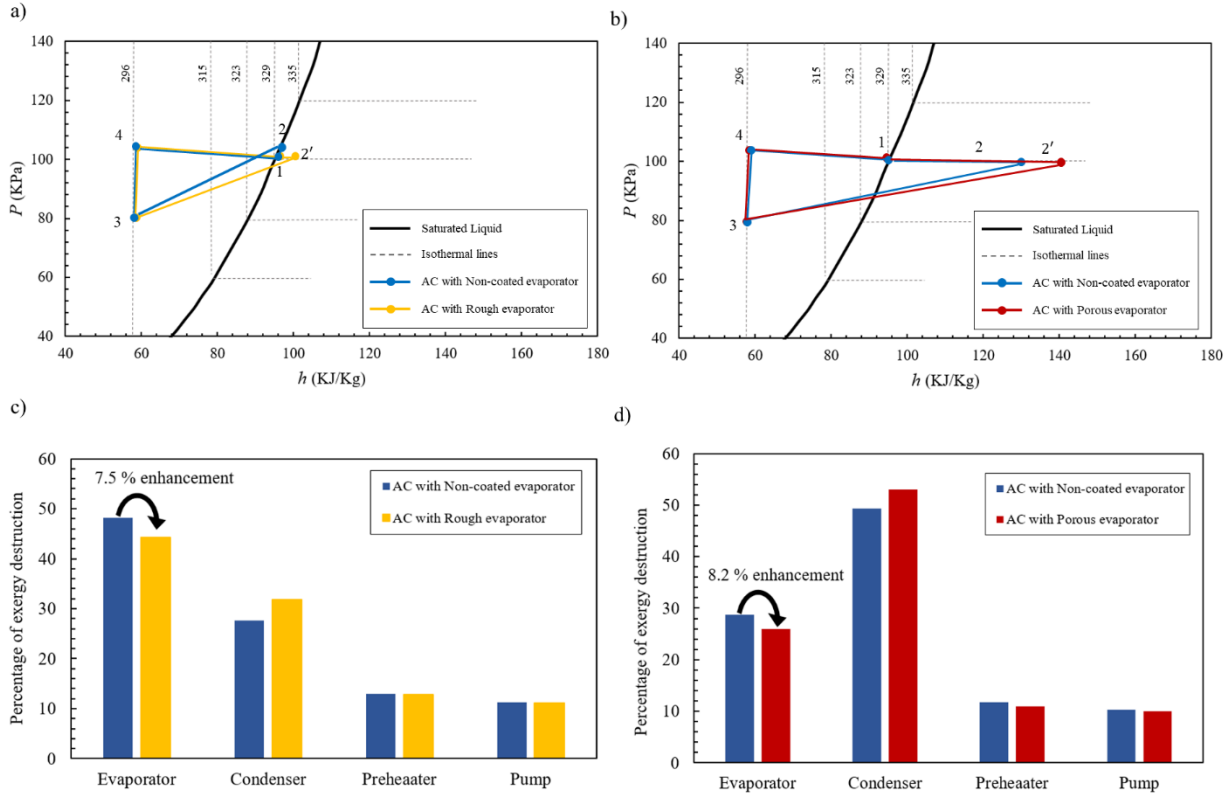 a)
140
120
100
80
60
40
P (KPa)
296
315
323
329
335
4
2
2′
1
3
Saturated Liquid
Isothermal lines
AC with Non-coated evaporator
AC with Rough evaporator
40 60 80 100 120 140 160 180
h (KJ/Kg)
b)
140
120
100
80
60
40
P (KPa)
296
315
323
329
335
4
1
2
2′
3
Saturated Liquid
Isothermal lines
AC with Non-coated evaporator
AC with Porous evaporator
40 60 80 100 120 140 160 180
h (KJ/Kg)
c)
60
50
40
30
20
10
0
Percentage of exergy destruction
7.5 % enhancement
AC with Non-coated evaporator
AC with Rough evaporator
Evaporator Condenser Preheaater Pump
d)
60
50
40
30
20
10
0
Percentage of exergy destruction
8.2 % enhancement
AC with Non-coated evaporator
AC with Porous evaporator
Evaporator Condenser Preheaater Pump